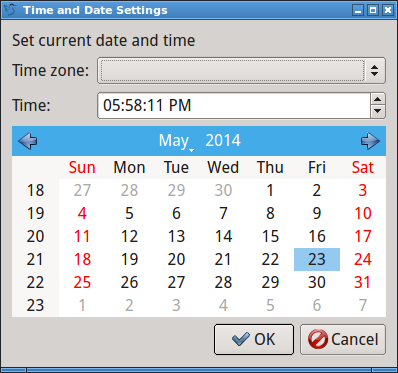 Time and Date Settings
Set current date and time
Time zone:
Time: 05:58:11 PM
May 2014
Sun Mon Tue Wed Thu Fri Sat
18 27 28 29 30 1 2 3
19 4 5 6 7 8 9 10
20 11 12 13 14 15 16 17
21 18 19 20 21 22 23 24
22 25 26 27 28 29 30 31
23 1 2 3 4 5 6 7
OK Cancel